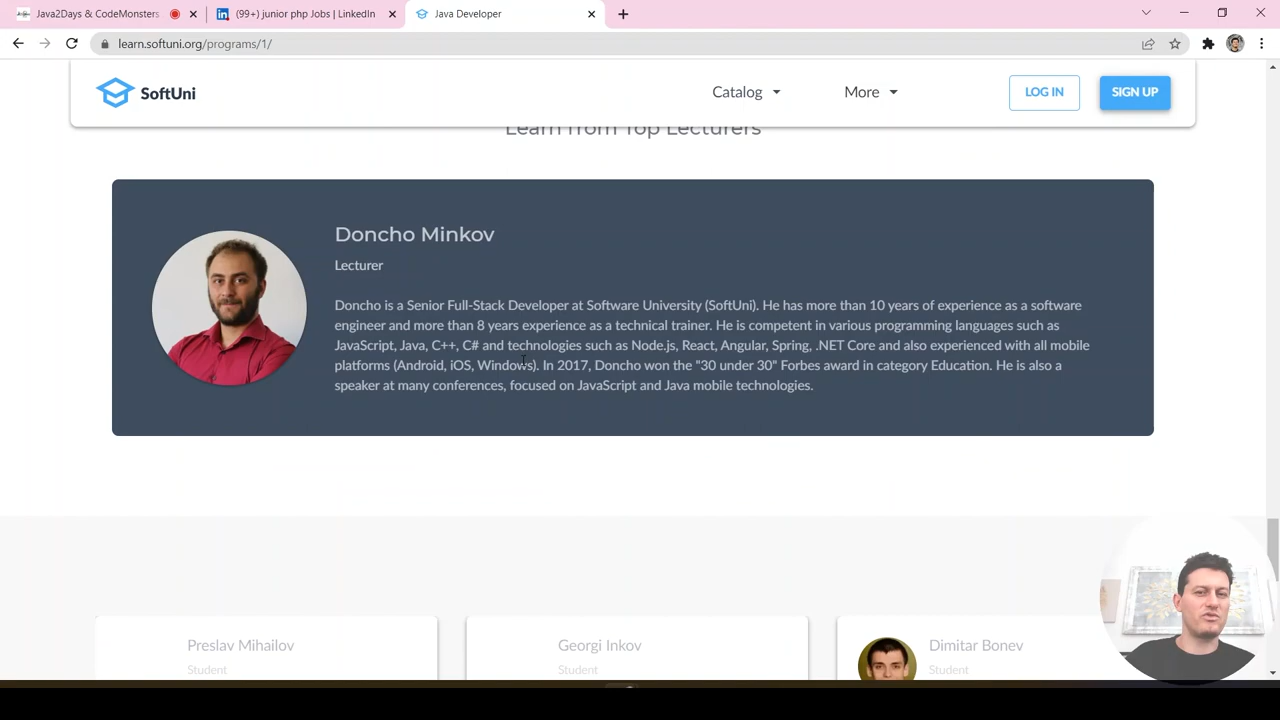 Java2Days & CodeMonsters
(99+) junior php Jobs | LinkedIn
Java Developer
learn.softuni.org/programs/1/
SoftUni
Catalog
More
LOG IN
SIGN UP
Learn from Top Lecturers
Doncho Minkov
Lecturer
Doncho is a Senior Full-Stack Developer at Software University (SoftUni). He has more than 10 years of experience as a software
engineer and more than 8 years experience as a technical trainer. He is competent in various programming languages such as
JavaScript, Java, C++, C# and technologies such as Node.js, React, Angular, Spring, .NET Core and also experienced with all mobile
platforms (Android, iOS, Windows). In 2017, Doncho won the "30 under 30" Forbes award in category Education. He is also a
speaker at many conferences, focused on JavaScript and Java mobile technologies.
Preslav Mihailov
Student
Georgi Inkov
Student
Dimitar Bonev
Student